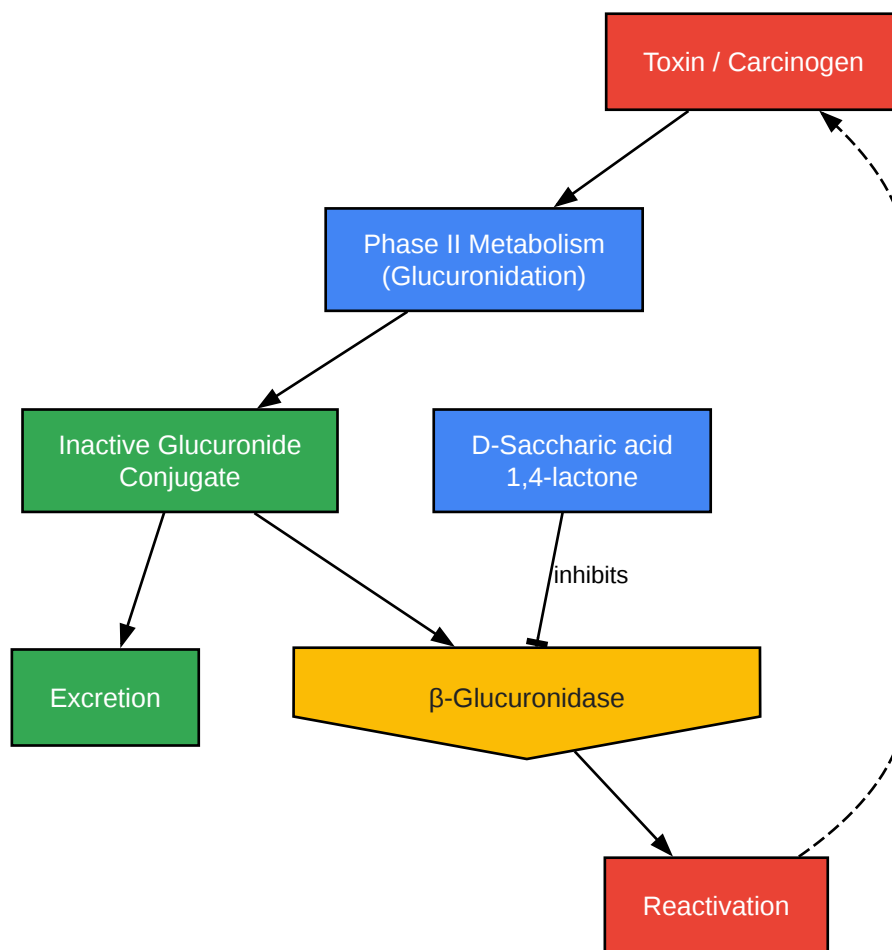 Toxin / Carcinogen
Phase II Metabolism
(Glucuronidation)
Inactive Glucuronide
Conjugate
D-Saccharic acid
1,4-lactone
inhibits
Excretion
β-Glucuronidase
Reactivation